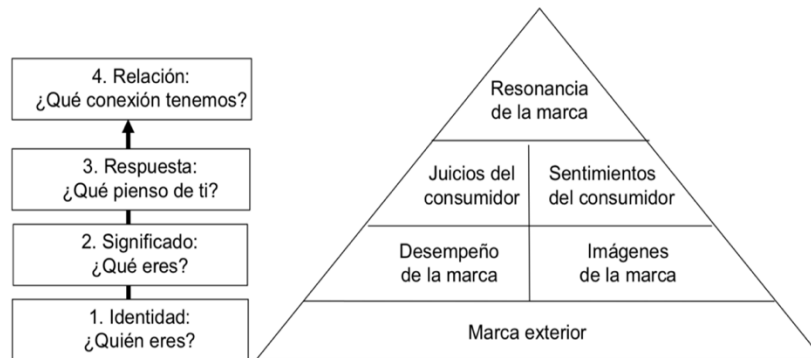 4. Relación:
¿Qué conexión tenemos?
3. Respuesta:
¿Qué pienso de ti?
2. Significado:
¿Qué eres?
1. Identidad:
¿Quién eres?
Resonancia
de la marca
Juicios del
consumidor
Sentimientos
del consumidor
Desempeño
de la marca
Imágenes
de la marca
Marca exterior